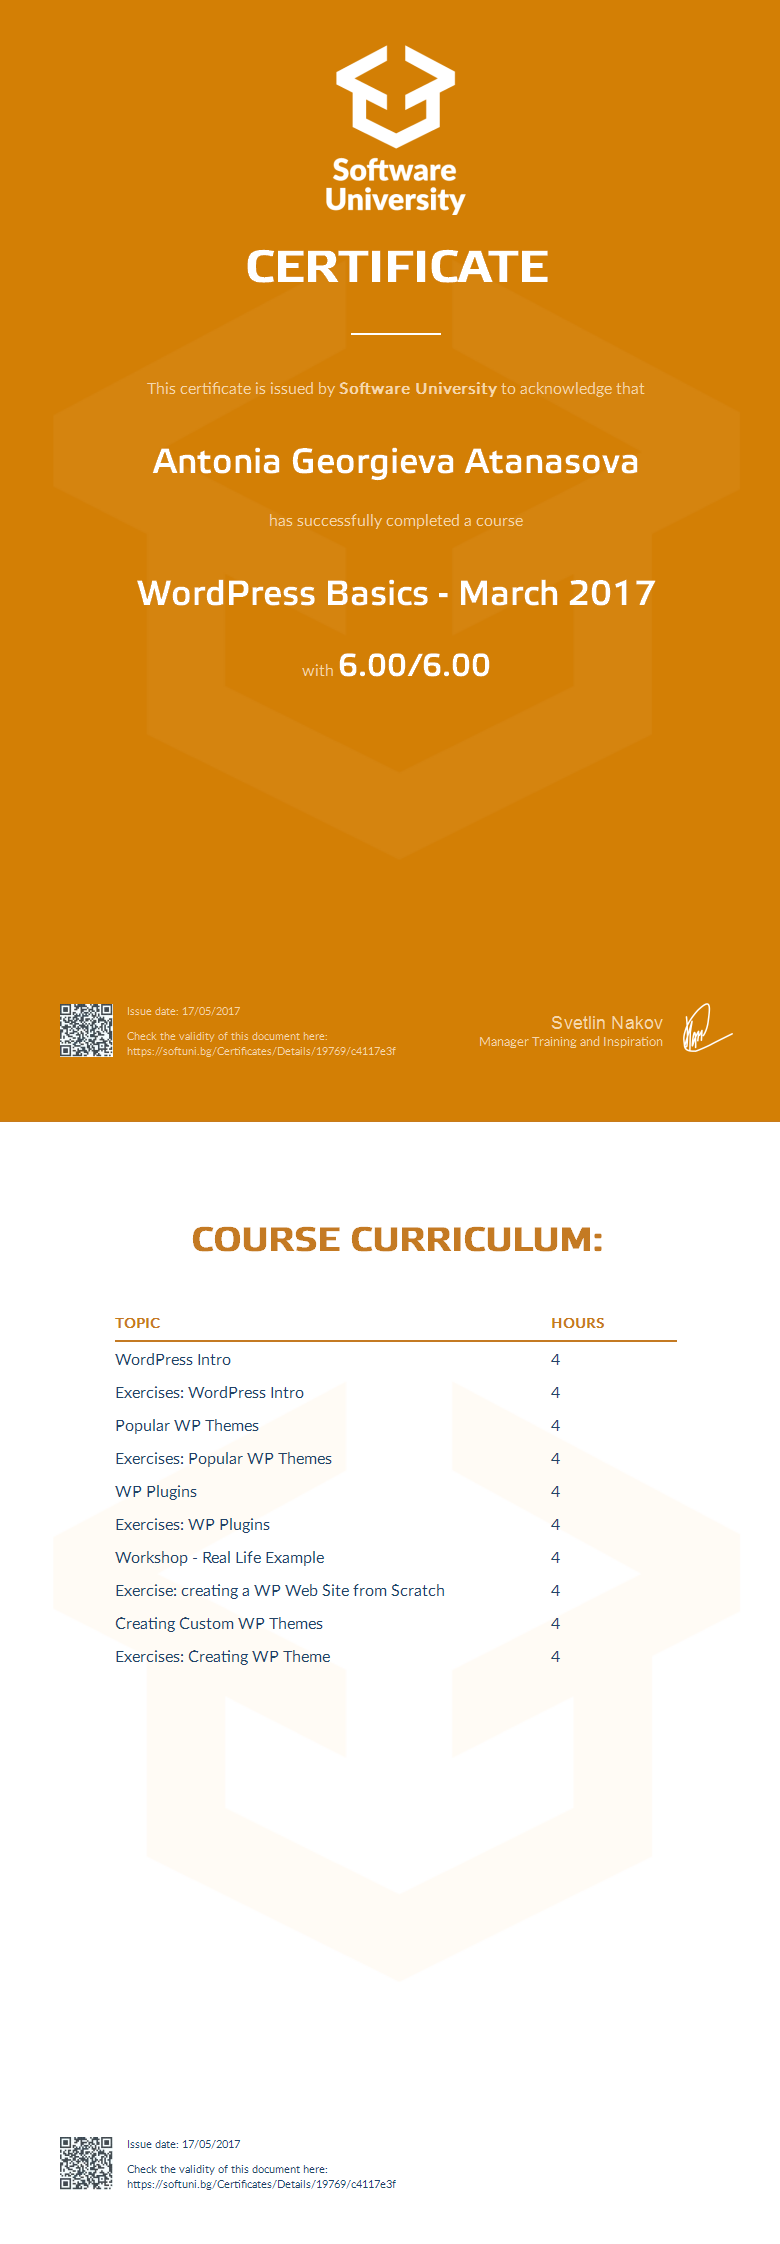 Software
University
CERTIFICATE
This certificate is issued by Software University to acknowledge that
Antonia Georgieva Atanasova
has successfully completed a course
WordPress Basics - March 2017
with 6.00/6.00
Issue date: 17/05/2017
Check the validity of this document here:
https://softuni.bg/Certificates/Details/19769/c4117e3f
Svetlin Nakov
Manager Training and Inspiration
COURSE CURRICULUM:
TOPIC HOURS
WordPress Intro 4
Exercises: WordPress Intro 4
Popular WP Themes 4
Exercises: Popular WP Themes 4
WP Plugins 4
Exercises: WP Plugins 4
Workshop - Real Life Example 4
Exercise: creating a WP Web Site from Scratch 4
Creating Custom WP Themes 4
Exercises: Creating WP Theme 4
Issue date: 17/05/2017
Check the validity of this document here:
https://softuni.bg/Certificates/Details/19769/c4117e3f